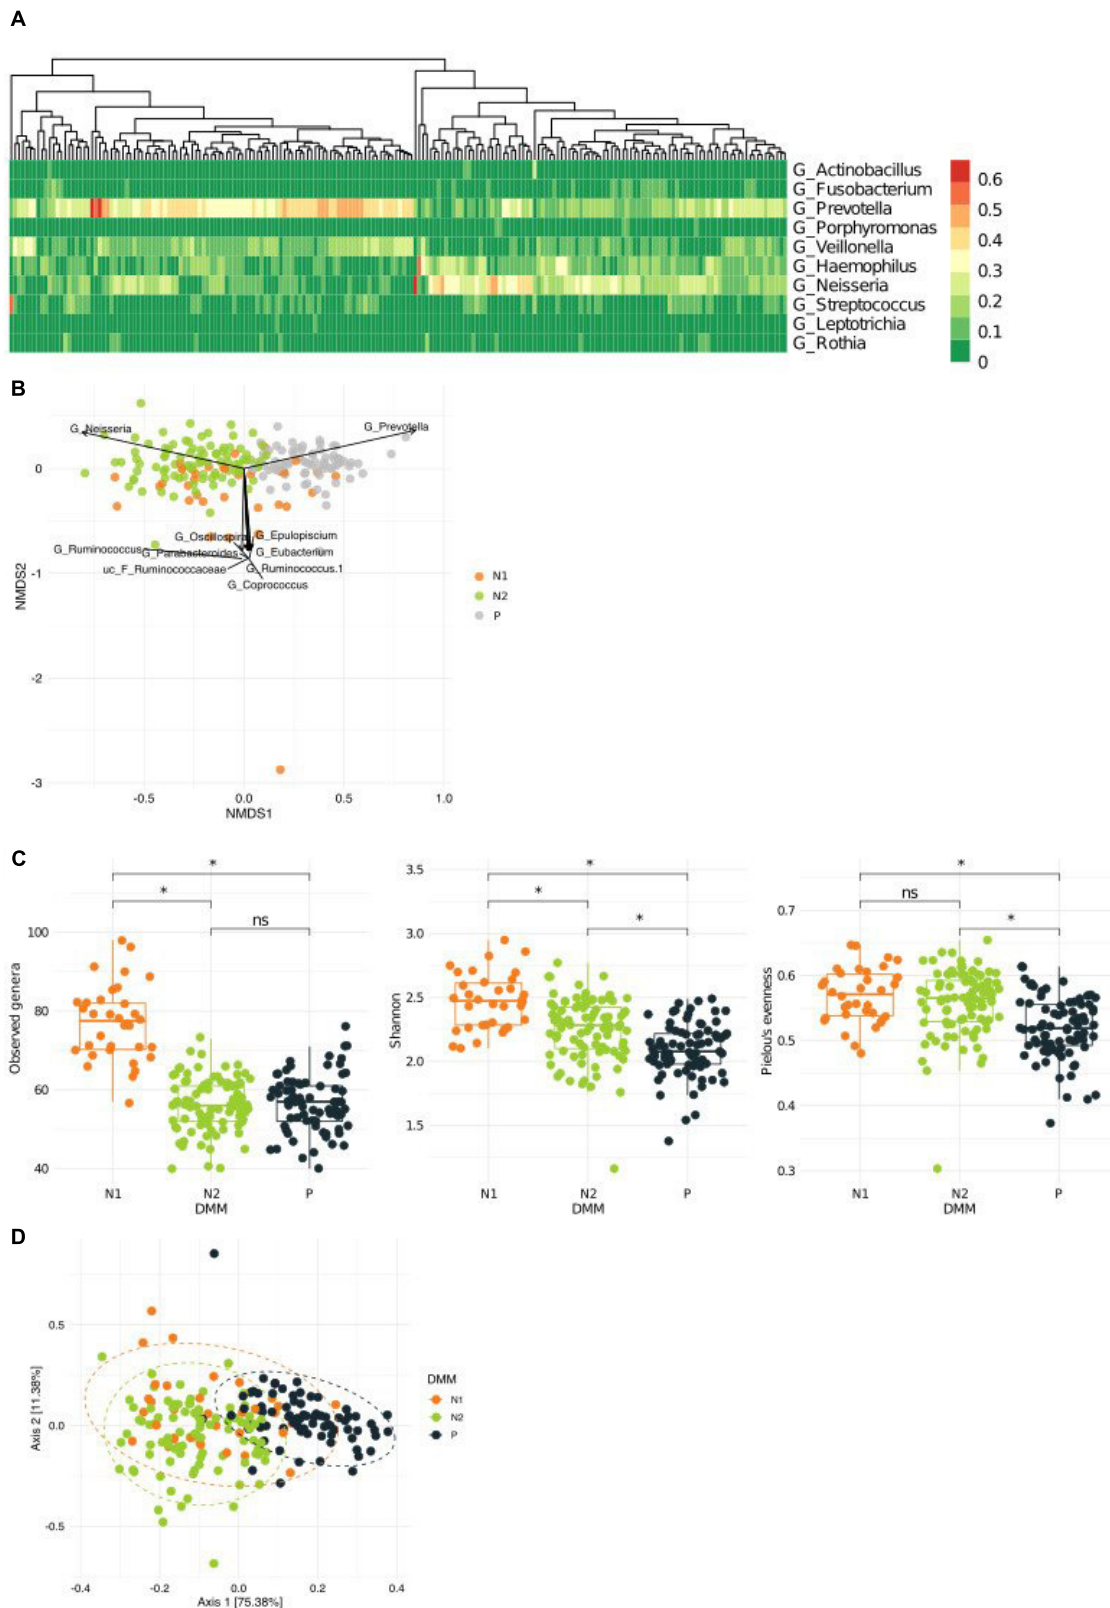 A
G_Actinobacillus
G_Fusobacterium
G_Prevotella
G_Porphyromonas
G_Veillonella
G_Haemophilus
G_Neisseria
G_Streptococcus
G_Leptotrichia
G_Rothia
0.6
0.5
0.4
0.3
0.2
0.1
0
B
G_Neisseria
G_Prevotella
G_Oscillospira
G_Epulopiscium
G_Ruminococcus
G_Parabacteroides
G_Eubacterium
uc_F_Ruminococcaceae
G_Ruminococcus.1
G_Coprococcus
0
-1
-2
-3
NMDS2
-0.5
0.0
0.5
1.0
NMDS1
N1
N2
P
C
*
*
ns
100
80
60
40
Observed genera
N1
N2
P
DMM
*
*
*
3.5
3.0
2.5
2.0
1.5
Shannon
N1
N2
P
DMM
*
ns
*
0.7
0.6
0.5
0.4
0.3
Pielou's evenness
N1
N2
P
DMM
D
0.5
0.0
-0.5
Axis 2 [11.38%]
-0.4
-0.2
0.0
0.2
0.4
Axis 1 [75.38%]
DMM
N1
N2
P